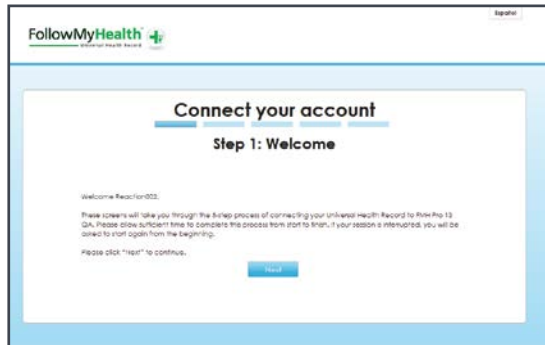 Español
FollowMyHealth
Universal Health Record
Connect your account
Step 1: Welcome
Welcome Reaction002,
These screens will take you through the 5-step process of connecting your Universal Health Record to FMH Pro 13
QA. Please allow sufficient time to complete this process from start to finish. If your session is interrupted, you will be
asked to start again from the beginning.
Please click "Next" to continue.
Next